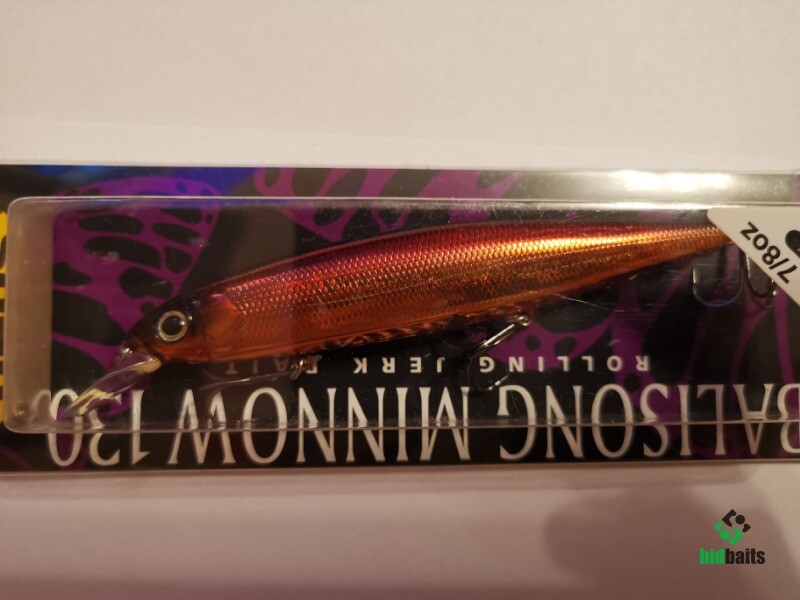 BALISONG MINNOW 130
ROLLING JERK BAIT
7/8oz
bidbaits